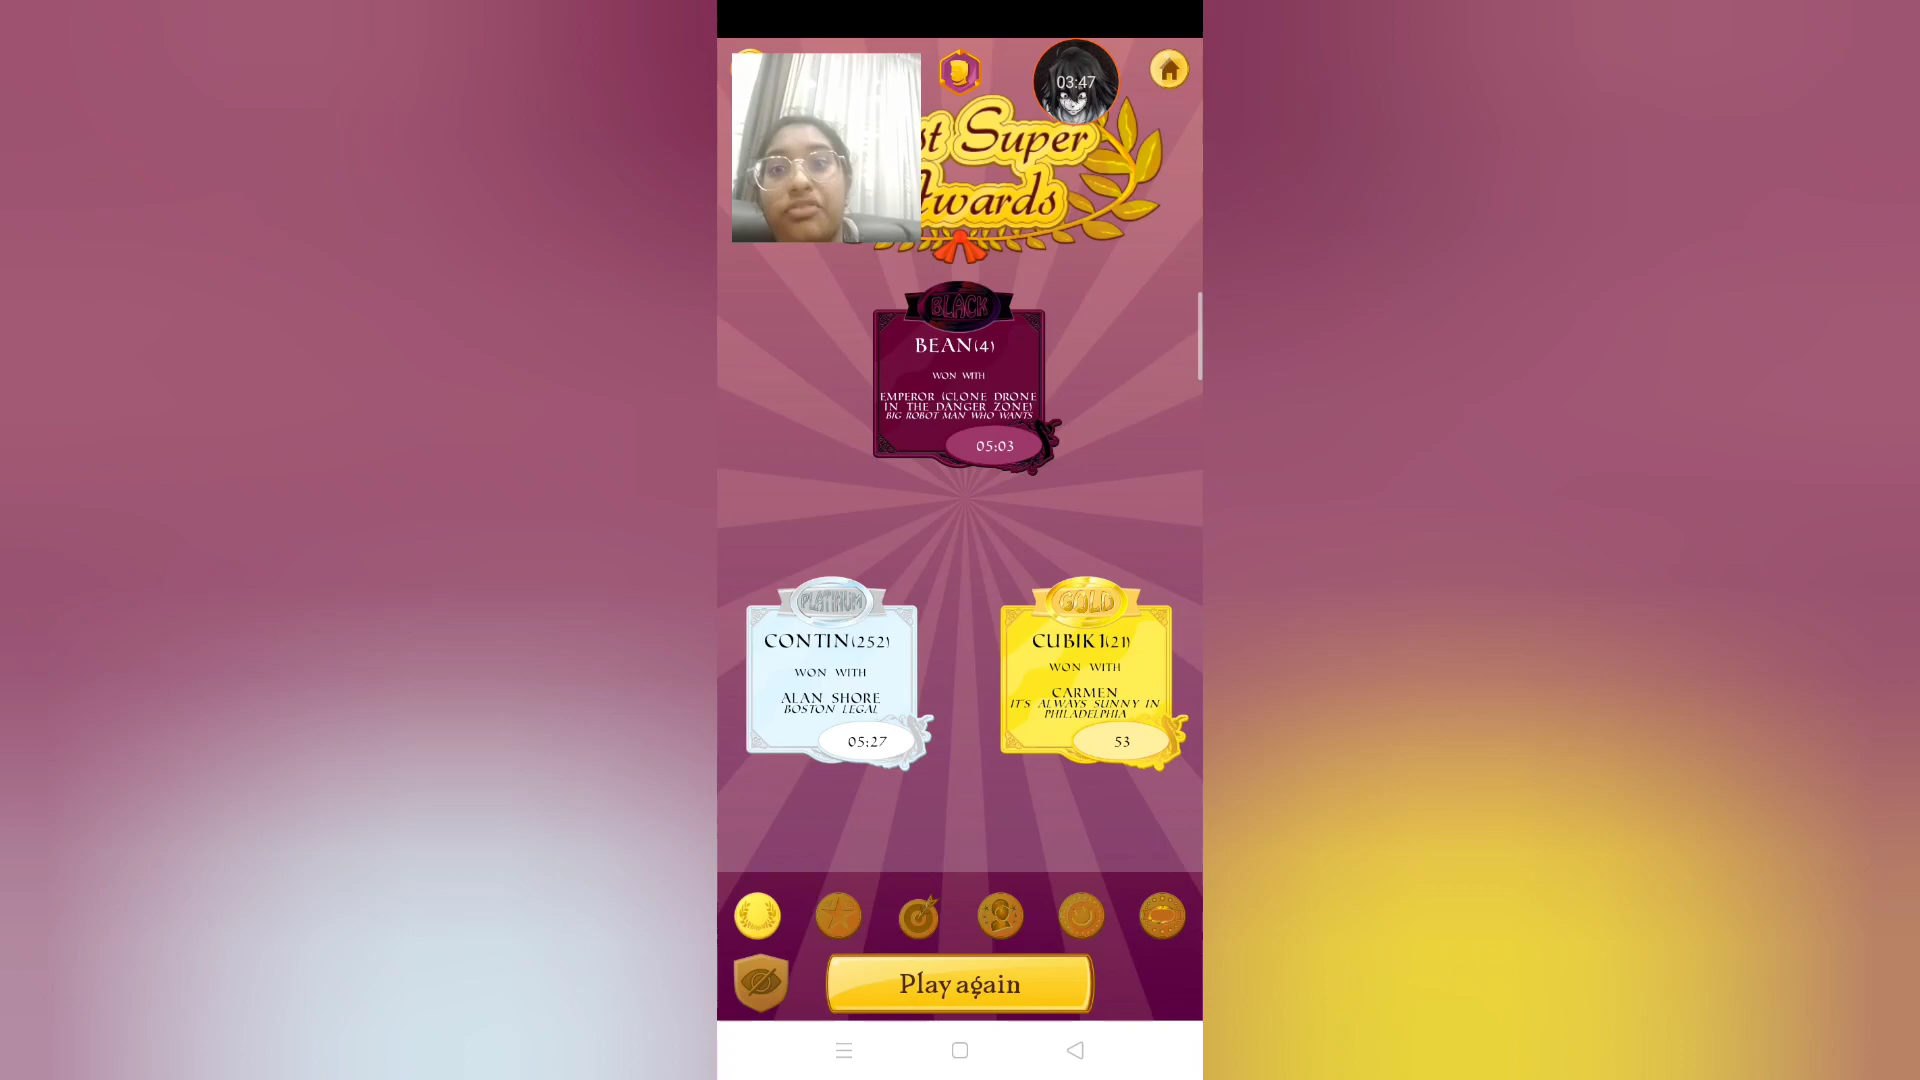 03:47
st Super
Awards
BLACK
BEAN(4)
WON WITH
EMPEROR (CLONE DRONE
IN THE DANGER ZONE)
BIG ROBOT MAN WHO WANTS
05:03
PLATINUM
CONTIN(252)
WON WITH
ALAN SHORE
BOSTON LEGAL
05:27
GOLD
CUBIK1(21)
WON WITH
CARMEN
IT'S ALWAYS SUNNY IN
PHILADELPHIA
53
Play again